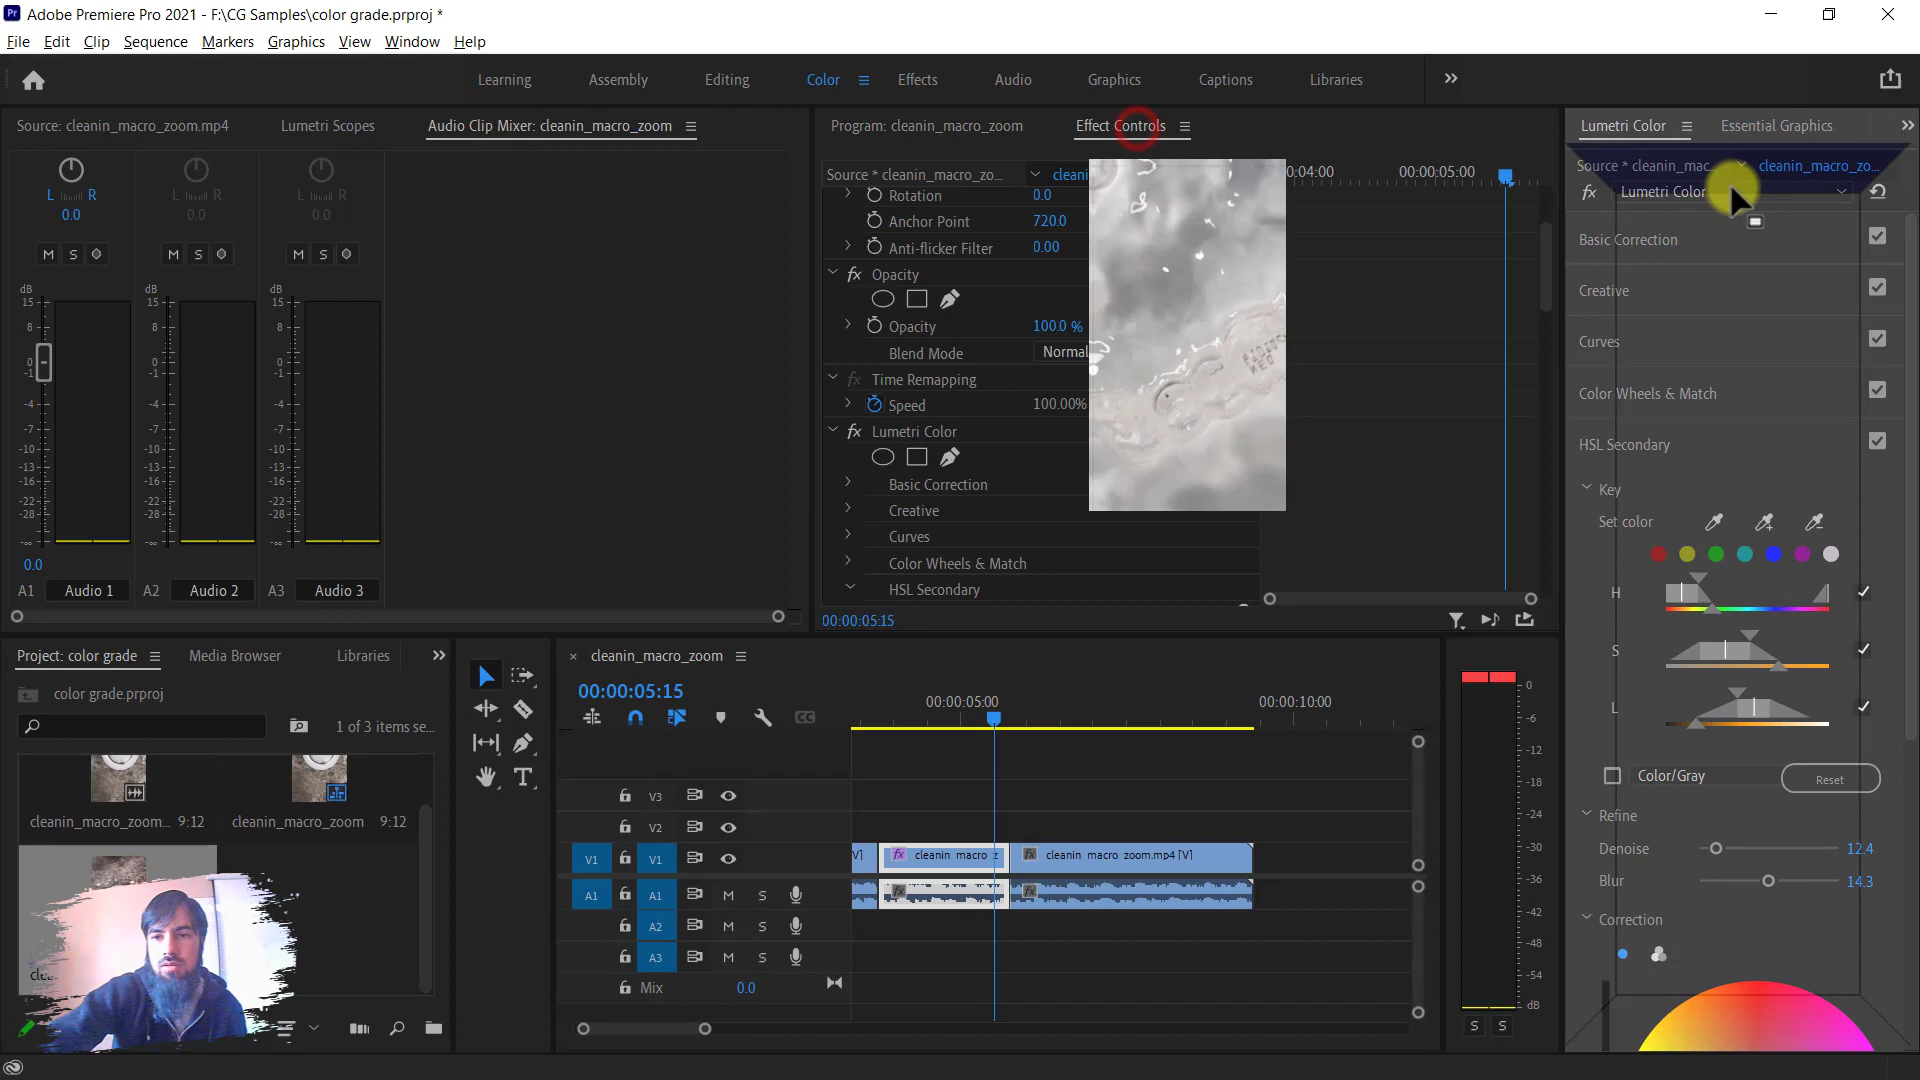 Adobe Premiere Pro 2021 - F:\CG Samples\color grade.prproj *
File Edit Clip Sequence Markers Graphics View Window Help
Learning Assembly Editing Color Effects Audio Graphics Captions Libraries
Source: cleanin_macro_zoom.mp4 Lumetri Scopes Audio Clip Mixer: cleanin_macro_zoom
L R L R L R
0.0 0.0 0.0
M S M S M S
dB dB dB
15 15 15
8 8 8
0 0 0
-1 -1 -1
-4 -4 -4
-7 -7 -7
-10 -10 -10
-13 -13 -13
-16 -16 -16
-22 -22 -22
-28 -28 -28
-∞ -∞ -∞
0.0
A1 Audio 1 A2 Audio 2 A3 Audio 3
Program: cleanin_macro_zoom Effect Controls
Source * cleanin_macro_zo... cleani 0:04:00 00:00:05:00
Rotation 0.0
Anchor Point 720.0
Anti-flicker Filter 0.00
fx Opacity
Opacity 100.0 %
Blend Mode Normal
fx Time Remapping
Speed 100.00%
fx Lumetri Color
Basic Correction
Creative
Curves
Color Wheels & Match
HSL Secondary
00:00:05:15
Lumetri Color Essential Graphics
Source * cleanin_mac... cleanin_macro_zo...
fx Lumetri Color
Basic Correction
Creative
Curves
Color Wheels & Match
HSL Secondary
Key
Set color
H
S
L
Color/Gray Reset
Refine
Denoise 12.4
Blur 14.3
Correction
Project: color grade Media Browser Libraries
color grade.prproj
1 of 3 items se...
cleanin_macro_zoom... 9:12 cleanin_macro_zoom 9:12
× cleanin_macro_zoom
00:00:05:15
00:00:05:00 00:00:10:00
V3
V2
V1 V1 V] fx cleanin_macro_z fx cleanin_macro_zoom.mp4 [V]
A1 A1 M S fx fx
A2 M S
A3 M S
Mix 0.0
0
-6
-12
-18
-24
-30
-36
-42
-48
-54
dB
S S